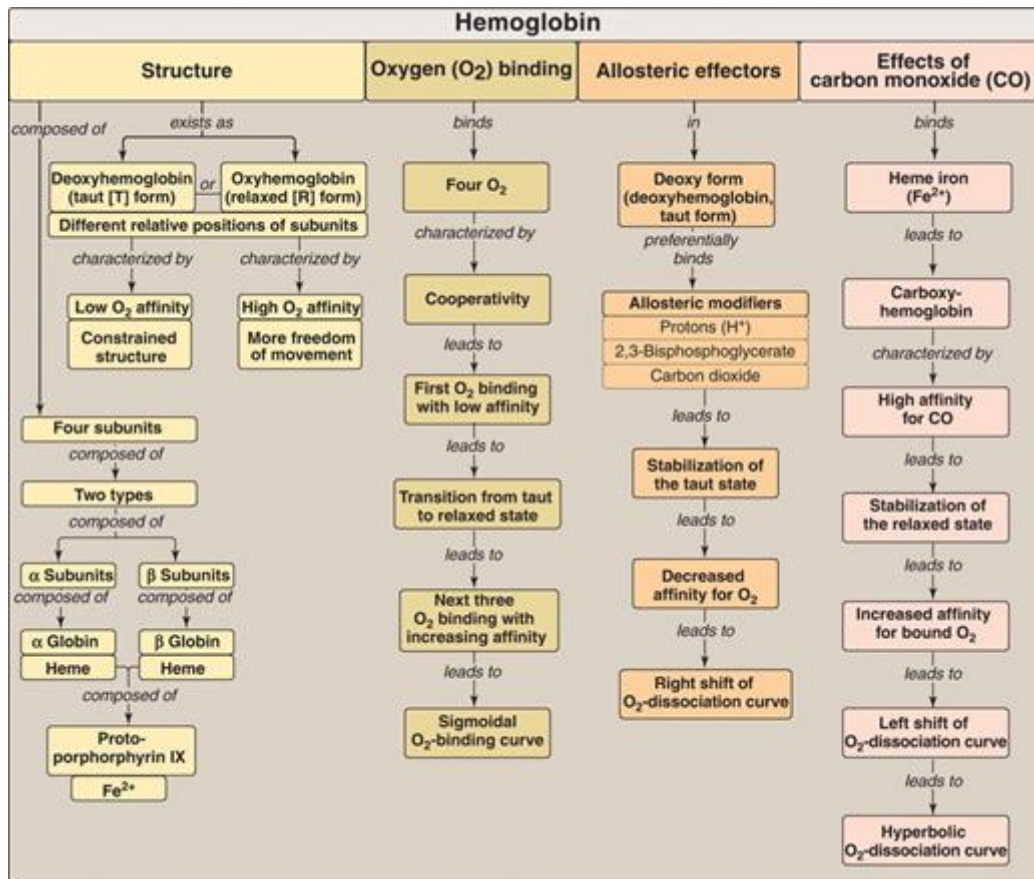 Hemoglobin
Structure
composed of
exists as
Deoxyhemoglobin
(taut [T] form)
or
Oxyhemoglobin
(relaxed [R] form)
Different relative positions of subunits
characterized by
characterized by
Low O₂ affinity
Constrained
structure
High O₂ affinity
More freedom
of movement
Four subunits
composed of
Two types
composed of
α Subunits
β Subunits
composed of
composed of
α Globin
β Globin
Heme
Heme
composed of
Proto-
porphorphyrin IX
Fe²⁺
Oxygen (O₂) binding
binds
Four O₂
characterized by
Cooperativity
leads to
First O₂ binding
with low affinity
leads to
Transition from taut
to relaxed state
leads to
Next three
O₂ binding with
increasing affinity
leads to
Sigmoidal
O₂-binding curve
Allosteric effectors
in
Deoxy form
(deoxyhemoglobin,
taut form)
preferentially
binds
Allosteric modifiers
Protons (H⁺)
2,3-Bisphosphoglycerate
Carbon dioxide
leads to
Stabilization of
the taut state
leads to
Decreased
affinity for O₂
leads to
Right shift of
O₂-dissociation curve
Effects of
carbon monoxide (CO)
binds
Heme iron
(Fe²⁺)
leads to
Carboxy-
hemoglobin
characterized by
High affinity
for CO
leads to
Stabilization of
the relaxed state
leads to
Increased affinity
for bound O₂
leads to
Left shift of
O₂-dissociation curve
leads to
Hyperbolic
O₂-dissociation curve